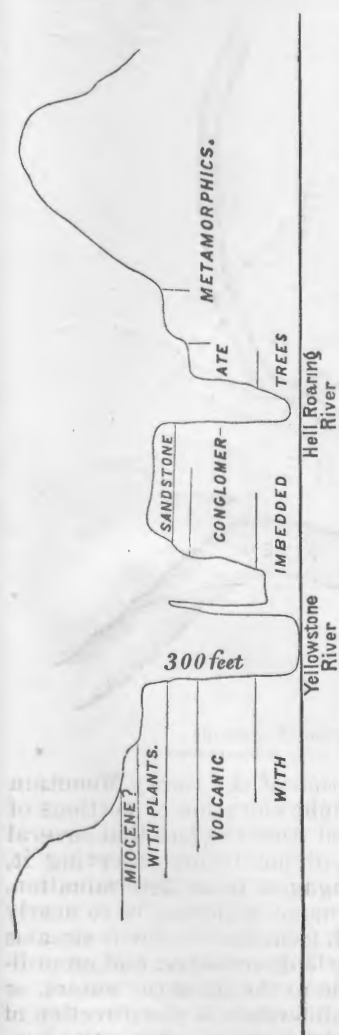 MIOCENE?
WITH PLANTS. SANDSTONE
300 feet
METAMORPHICS.
VOLCANIC CONGLOMER- ATE
WITH IMBEDDED TREES
Yellowstone
River
Hell Roaring
River